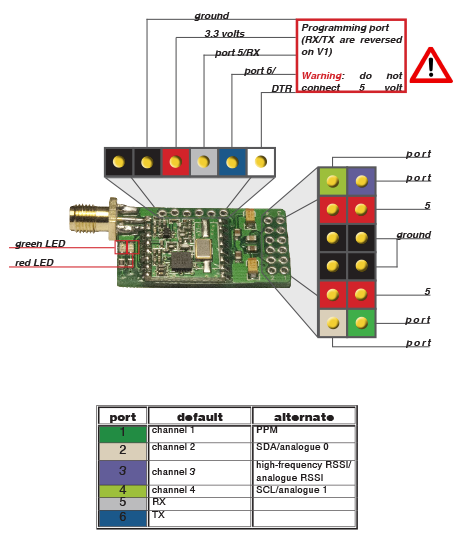 ground
3.3 volts
port 5/RX
port 6/
DTR
Programming port
(RX/TX are reversed
on V1)
Warning: do not
connect 5 volt
port
port
5
ground
5
port
port
green LED
red LED
port default alternate
1 channel 1 PPM
2 channel 2 SDA/analogue 0
3 channel 3 high-frequency RSSI/
analogue RSSI
4 channel 4 SCL/analogue 1
5 RX
6 TX